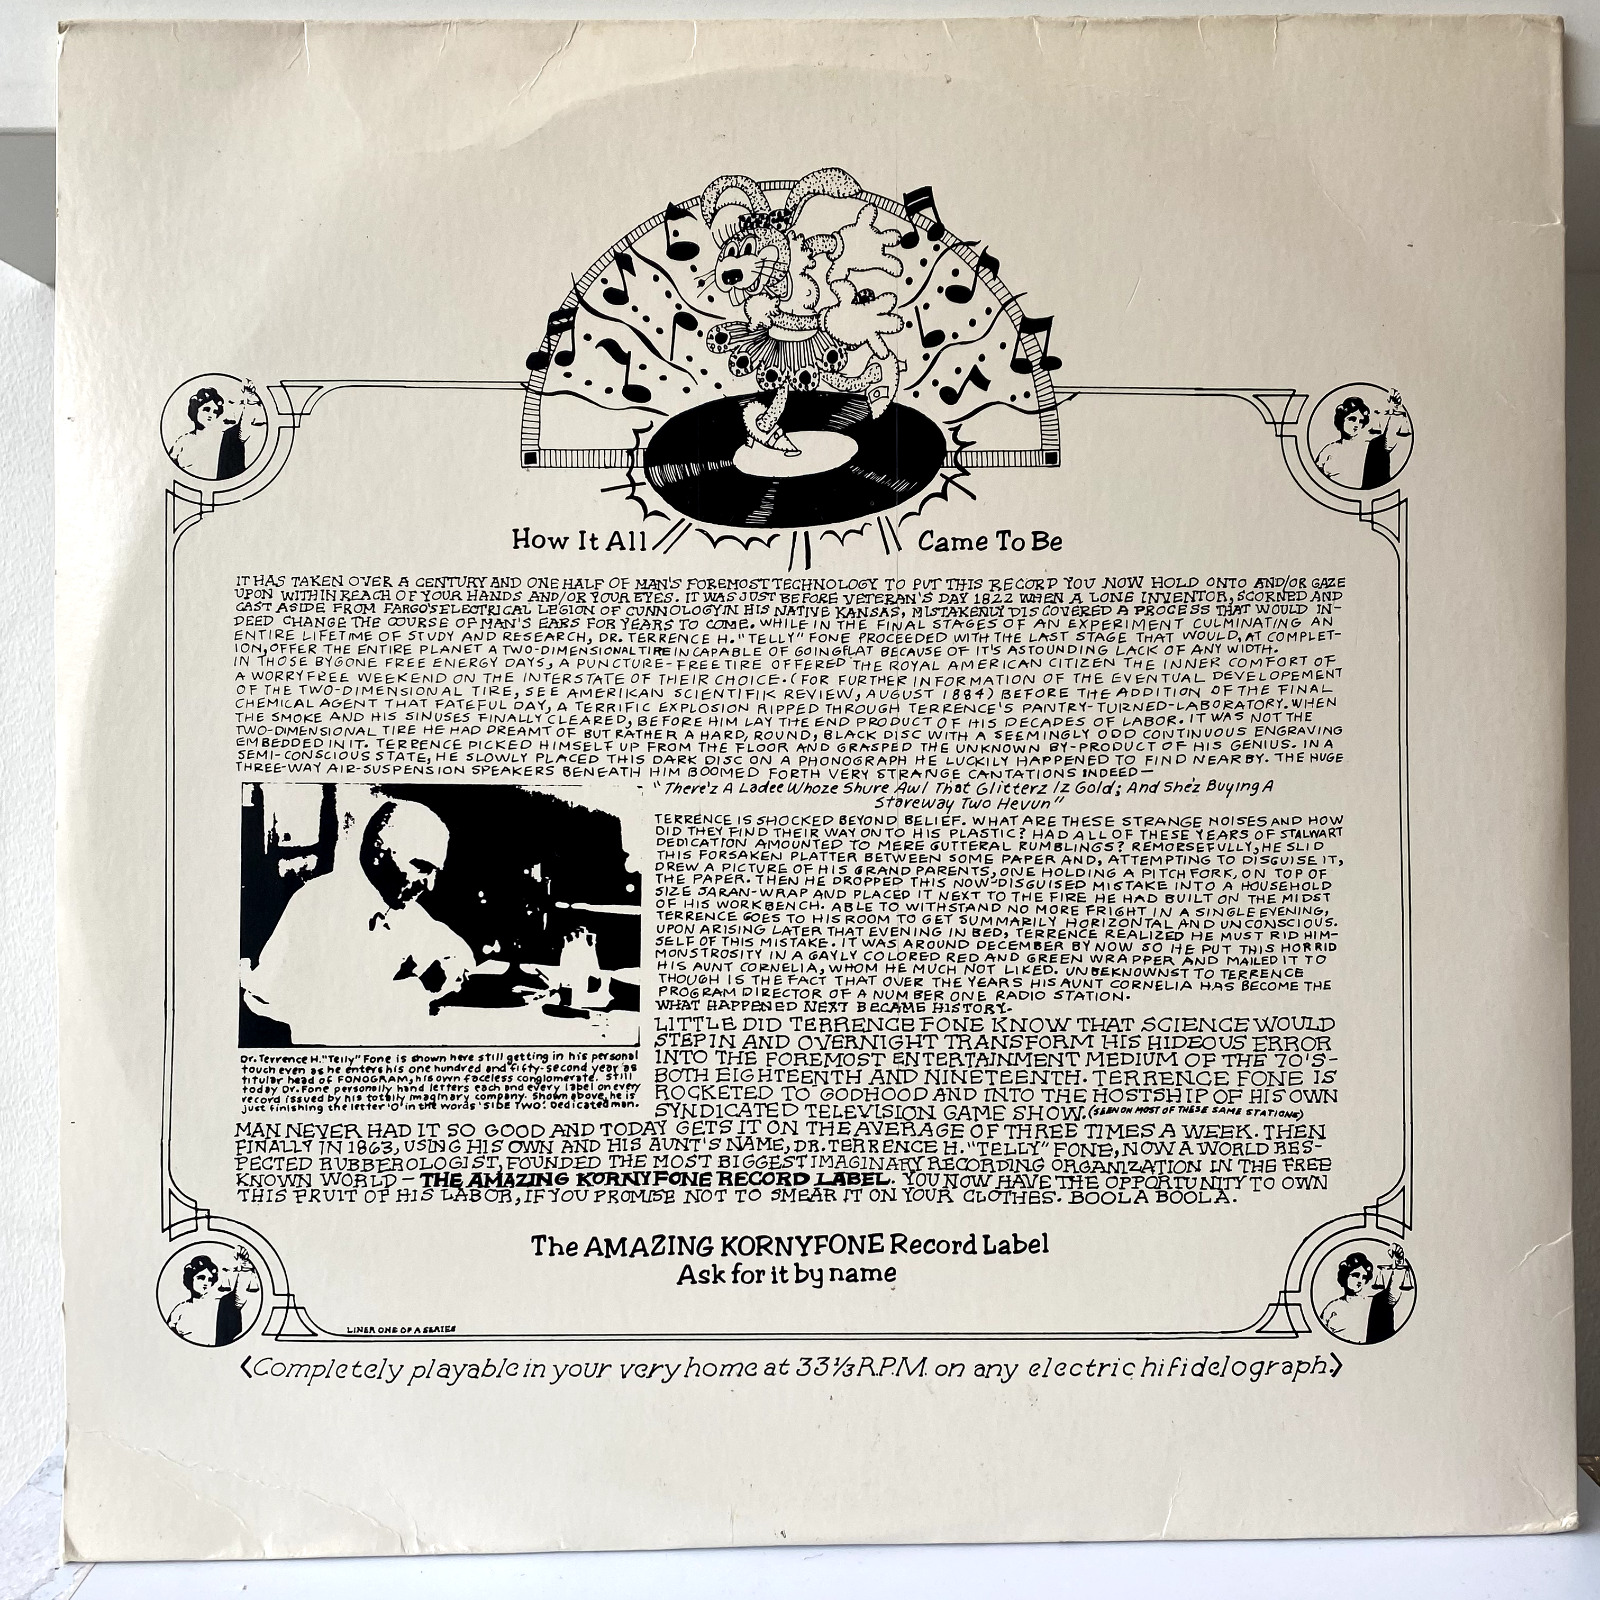 How It All Came To Be
IT HAS TAKEN OVER A CENTURY AND ONE HALF OF MAN'S FOREMOST TECHNOLOGY TO PUT THIS RECORD YOU NOW HOLD ONTO AND/OR GAZE
UPON WITHIN REACH OF YOUR HANDS AND/OR YOUR EYES. IT WAS JUST BEFORE VETERAN'S DAY 1822 WHEN A LONE INVENTOR, SCORNED AND
CAST ASIDE FROM FARGO'S ELECTRICAL LEGION OF CUNNOLOGY IN HIS NATIVE KANSAS, MISTAKENLY DISCOVERED A PROCESS THAT WOULD IN-
DEED CHANGE THE COURSE OF MAN'S EARS FOR YEARS TO COME. WHILE IN THE FINAL STAGES OF AN EXPERIMENT CULMINATING AN
ENTIRE LIFETIME OF STUDY AND RESEARCH, DR. TERRENCE H. "TELLY" FONE PROCEEDED WITH THE LAST STAGE THAT WOULD, AT COMPLET-
ION, OFFER THE ENTIRE PLANET A TWO-DIMENSIONAL TIRE INCAPABLE OF GOING FLAT BECAUSE OF IT'S ASTOUNDING LACK OF ANY WIDTH.
IN THOSE BYGONE FREE ENERGY DAYS, A PUNCTURE-FREE TIRE OFFERED THE ROYAL AMERICAN CITIZEN THE INNER COMFORT OF
A WORRYFREE WEEKEND ON THE INTERSTATE OF THEIR CHOICE. (FOR FURTHER INFORMATION OF THE EVENTUAL DEVELOPEMENT
OF THE TWO-DIMENSIONAL TIRE, SEE AMERIKAN SCIENTIFIK REVIEW, AUGUST 1884) BEFORE THE ADDITION OF THE FINAL
CHEMICAL AGENT THAT FATEFUL DAY, A TERRIFIC EXPLOSION RIPPED THROUGH TERRENCE'S PANTRY-TURNED-LABORATORY. WHEN
THE SMOKE AND HIS SINUSES FINALLY CLEARED, BEFORE HIM LAY THE END PRODUCT OF HIS DECADES OF LABOR. IT WAS NOT THE
TWO-DIMENSIONAL TIRE HE HAD DREAMT OF BUT RATHER A HARD, ROUND, BLACK DISC WITH A SEEMINGLY ODD CONTINUOUS ENGRAVING
EMBEDDED IN IT. TERRENCE PICKED HIMSELF UP FROM THE FLOOR AND GRASPED THE UNKNOWN BY-PRODUCT OF HIS GENIUS. IN A
SEMI-CONSCIOUS STATE, HE SLOWLY PLACED THIS DARK DISC ON A PHONOGRAPH HE LUCKILY HAPPENED TO FIND NEARBY. THE HUGE
THREE-WAY AIR-SUSPENSION SPEAKERS BENEATH HIM BOOMED FORTH VERY STRANGE CANTATIONS INDEED—
"There'z A Ladee Whoze Shure Awl That Glitterz Iz Gold; And She'z Buying A
Stareway Two Hevun"
TERRENCE IS SHOCKED BEYOND BELIEF. WHAT ARE THESE STRANGE NOISES AND HOW
DID THEY FIND THEIR WAY ONTO HIS PLASTIC? HAD ALL OF THESE YEARS OF STALWART
DEDICATION AMOUNTED TO MERE GUTTERAL RUMBLINGS? REMORSEFULLY, HE SLID
THIS FORSAKEN PLATTER BETWEEN SOME PAPER AND, ATTEMPTING TO DISGUISE IT,
DREW A PICTURE OF HIS GRAND PARENTS, ONE HOLDING A PITCHFORK, ON TOP OF
THE PAPER. THEN HE DROPPED THIS NOW-DISGUISED MISTAKE INTO A HOUSEHOLD
SIZE SARAN-WRAP AND PLACED IT NEXT TO THE FIRE HE HAD BUILT ON THE MIDST
OF HIS WORKBENCH. ABLE TO WITHSTAND NO MORE FRIGHT IN A SINGLE EVENING,
TERRENCE GOES TO HIS ROOM TO GET SUMMARILY HORIZONTAL AND UNCONSCIOUS.
UPON ARISING LATER THAT EVENING IN BED, TERRENCE REALIZED HE MUST RID HIM-
SELF OF THIS MISTAKE. IT WAS AROUND DECEMBER BY NOW SO HE PUT THIS HORRID
MONSTROSITY IN A GAYLY COLORED RED AND GREEN WRAPPER AND MAILED IT TO
HIS AUNT CORNELIA, WHOM HE MUCH NOT LIKED. UNBEKNOWNST TO TERRENCE
THOUGH IS THE FACT THAT OVER THE YEARS HIS AUNT CORNELIA HAS BECOME THE
PROGRAM DIRECTOR OF A NUMBER ONE RADIO STATION.
WHAT HAPPENED NEXT BECAME HISTORY.
LITTLE DID TERRENCE FONE KNOW THAT SCIENCE WOULD
STEP IN AND OVERNIGHT TRANSFORM HIS HIDEOUS ERROR
INTO THE FOREMOST ENTERTAINMENT MEDIUM OF THE 70'S-
BOTH EIGHTEENTH AND NINETEENTH. TERRENCE FONE IS
ROCKETED TO GODHOOD AND INTO THE HOSTSHIP OF HIS OWN
SYNDICATED TELEVISION GAME SHOW. (SEEN ON MOST OF THESE SAME STATIONS)
Dr. Terrence H. "Telly" Fone is shown here still getting in his personal
touch even as he enters his one hundred and fifty-second year as
titular head of FONOGRAM, his own faceless conglomerate. Still
today Dr. Fone personally hand letters each and every label on every
record issued by his totally imaginary company. Shown above, he is
just finishing the letter 'O' in the words 'SIDE TWO'. Dedicated man.
MAN NEVER HAD IT SO GOOD AND TODAY GETS IT ON THE AVERAGE OF THREE TIMES A WEEK. THEN
FINALLY IN 1863, USING HIS OWN AND HIS AUNT'S NAME, DR. TERRENCE H. "TELLY" FONE, NOW A WORLD RES-
PECTED RUBBEROLOGIST, FOUNDED THE MOST BIGGEST IMAGINARY RECORDING ORGANIZATION IN THE FREE
KNOWN WORLD – THE AMAZING KORNYFONE RECORD LABEL. YOU NOW HAVE THE OPPORTUNITY TO OWN
THIS FRUIT OF HIS LABOR, IF YOU PROMISE NOT TO SMEAR IT ON YOUR CLOTHES. BOOLA BOOLA.
The AMAZING KORNYFONE Record Label
Ask for it by name
LINER ONE OF A SERIES
<Completely playable in your very home at 33⅓ R.P.M. on any electric hifidelograph.>